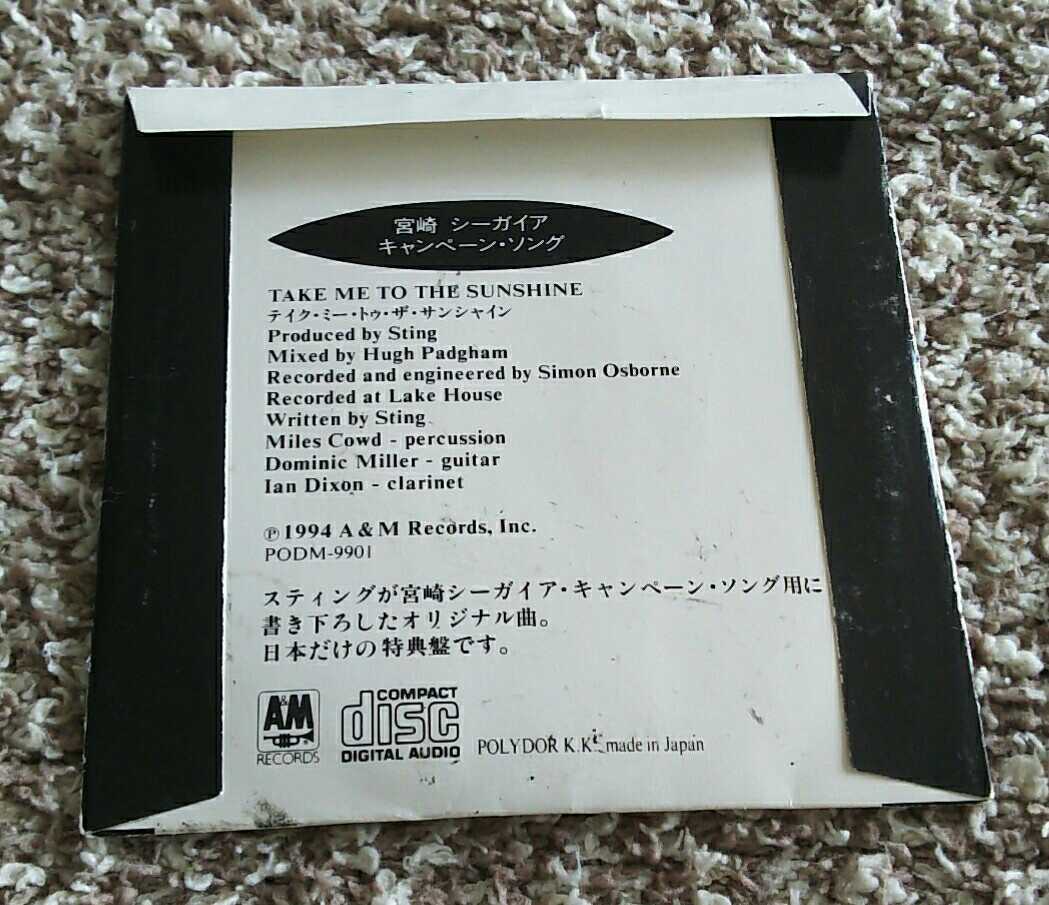 宮崎 シーガイア
キャンペーン・ソング
TAKE ME TO THE SUNSHINE
テイク・ミー・トゥ・ザ・サンシャイン
Produced by Sting
Mixed by Hugh Padgham
Recorded and engineered by Simon Osborne
Recorded at Lake House
Written by Sting
Miles Cowd - percussion
Dominic Miller - guitar
Ian Dixon - clarinet
℗ 1994 A & M Records, Inc.
PODM-9901
スティングが宮崎シーガイア・キャンペーン・ソング用に
書き下ろしたオリジナル曲。
日本だけの特典盤です。
A&M
RECORDS
COMPACT
disc
DIGITAL AUDIO
POLYDOR K.K. made in Japan